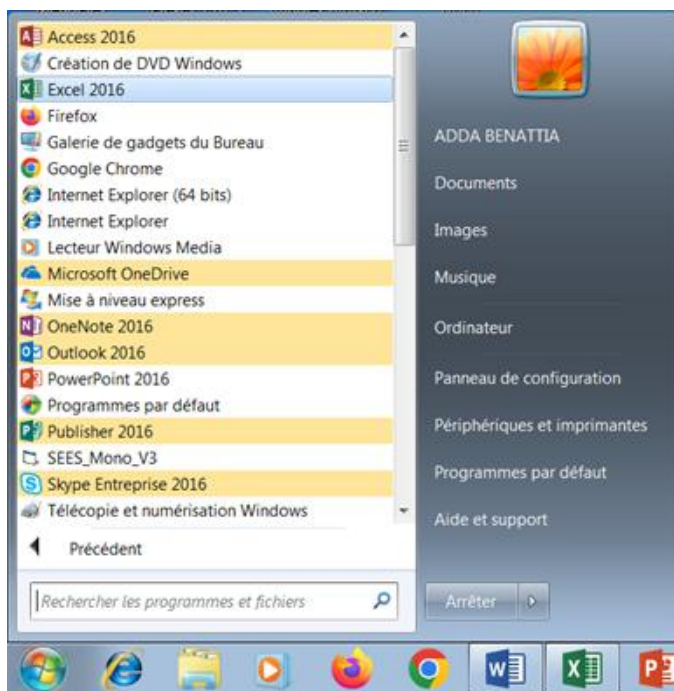 Access 2016
Création de DVD Windows
Excel 2016
Firefox
Galerie de gadgets du Bureau
Google Chrome
Internet Explorer (64 bits)
Internet Explorer
Lecteur Windows Media
Microsoft OneDrive
Mise à niveau express
OneNote 2016
Outlook 2016
PowerPoint 2016
Programmes par défaut
Publisher 2016
SEES_Mono_V3
Skype Entreprise 2016
Télécopie et numérisation Windows
Précédent
Rechercher les programmes et fichiers
ADDA BENATTIA
Documents
Images
Musique
Ordinateur
Panneau de configuration
Périphériques et imprimantes
Programmes par défaut
Aide et support
Arrêter